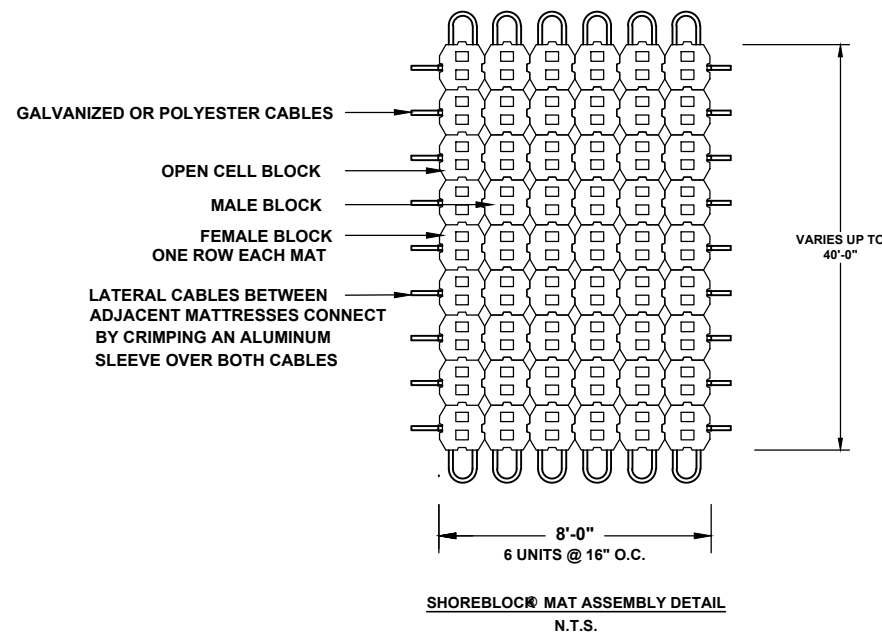 GALVANIZED OR POLYESTER CABLES
OPEN CELL BLOCK
MALE BLOCK
FEMALE BLOCK
ONE ROW EACH MAT
LATERAL CABLES BETWEEN
ADJACENT MATTRESSES CONNECT
BY CRIMPING AN ALUMINUM
SLEEVE OVER BOTH CABLES
VARIES UP TO
40'-0"
8'-0"
6 UNITS @ 16" O.C.
SHOREBLOCK® MAT ASSEMBLY DETAIL
N.T.S.